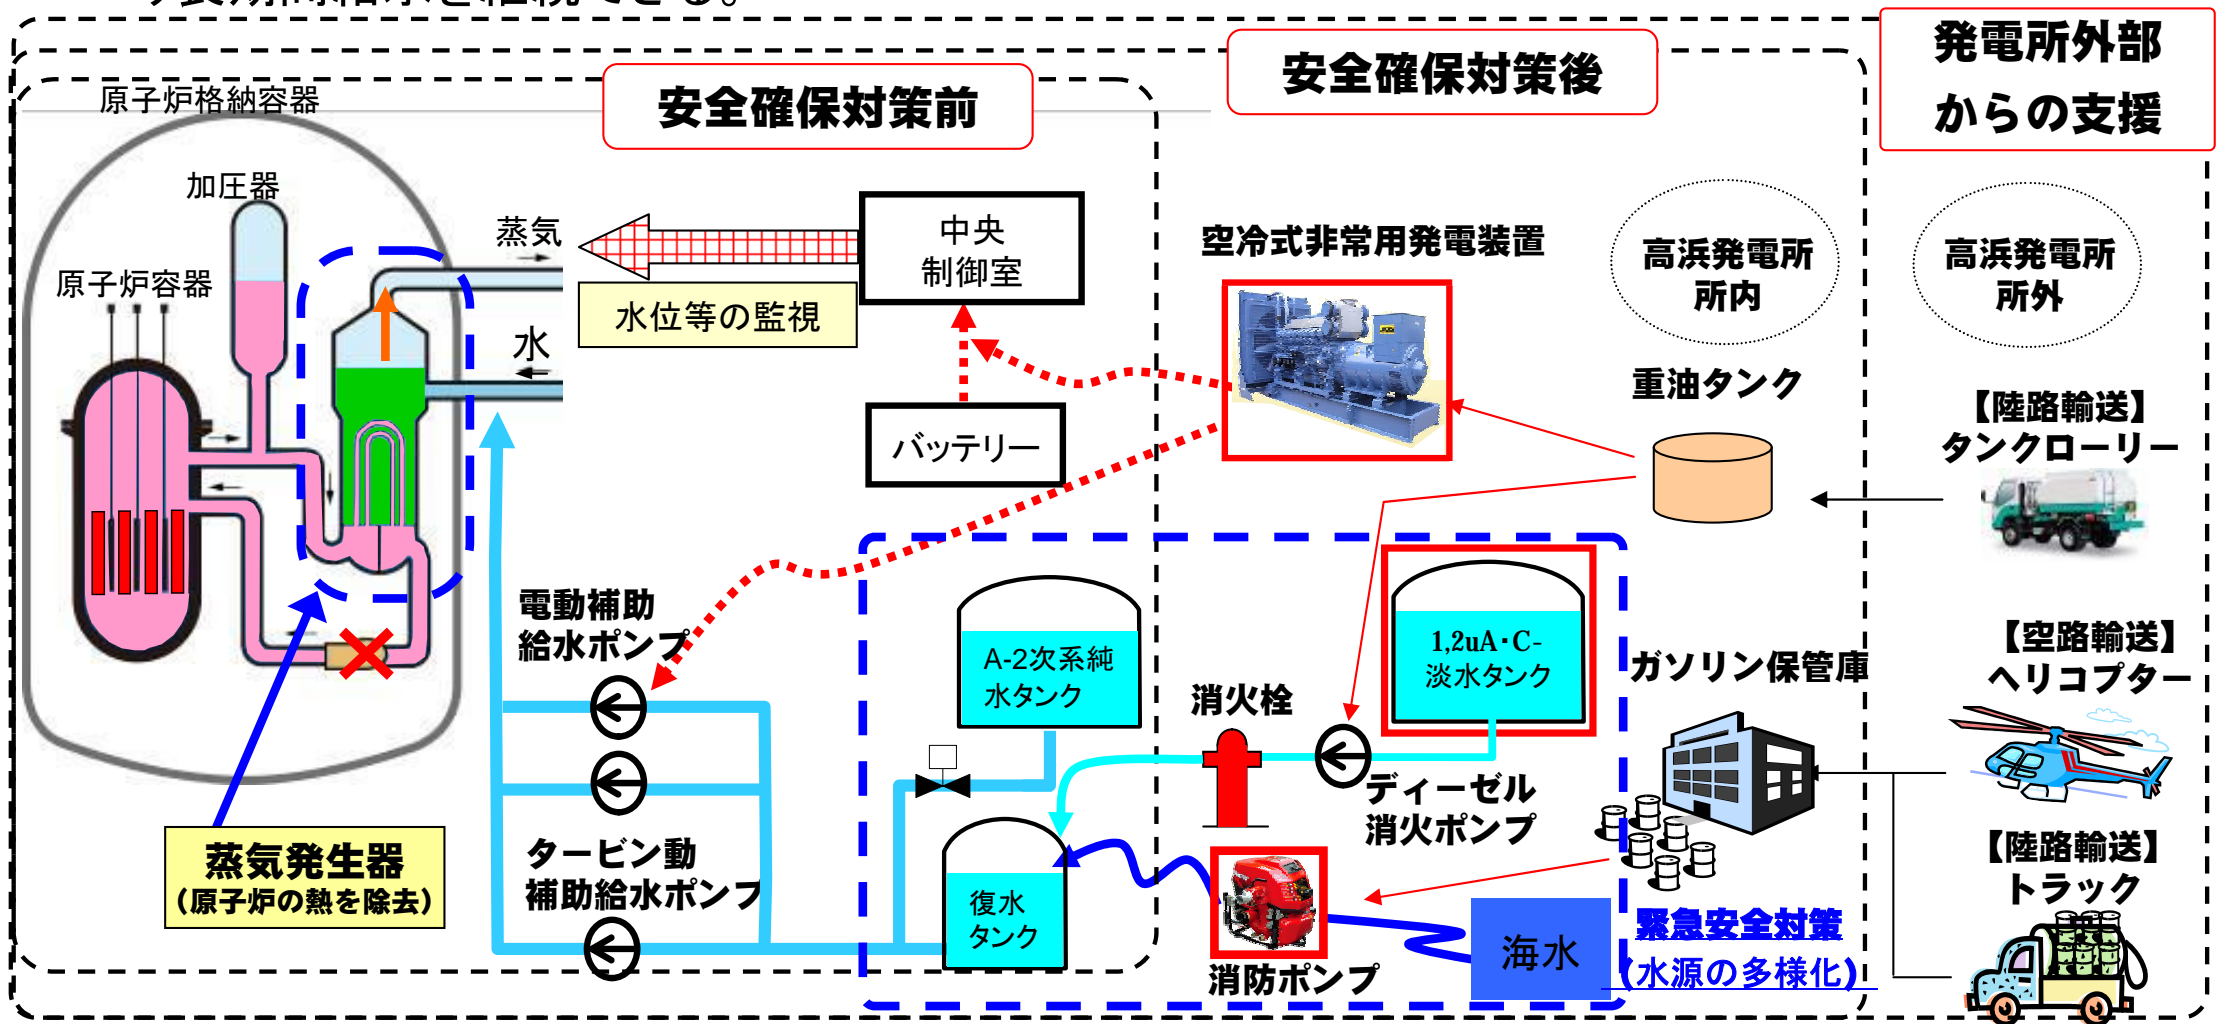 安全確保対策前
安全確保対策後
発電所外部
からの支援
原子炉格納容器
加圧器
原子炉容器
蒸気
水
中央
制御室
水位等の監視
バッテリー
空冷式非常用発電装置
高浜発電所
所内
高浜発電所
所外
重油タンク
【陸路輸送】
タンクローリー
電動補助
給水ポンプ
A-2次系純
水タンク
1,2uA・C-
淡水タンク
消火栓
ディーゼル
消火ポンプ
ガソリン保管庫
【空路輸送】
ヘリコプター
蒸気発生器
(原子炉の熱を除去)
タービン動
補助給水ポンプ
復水
タンク
消防ポンプ
海水
緊急安全対策
(水源の多様化)
【陸路輸送】
トラック